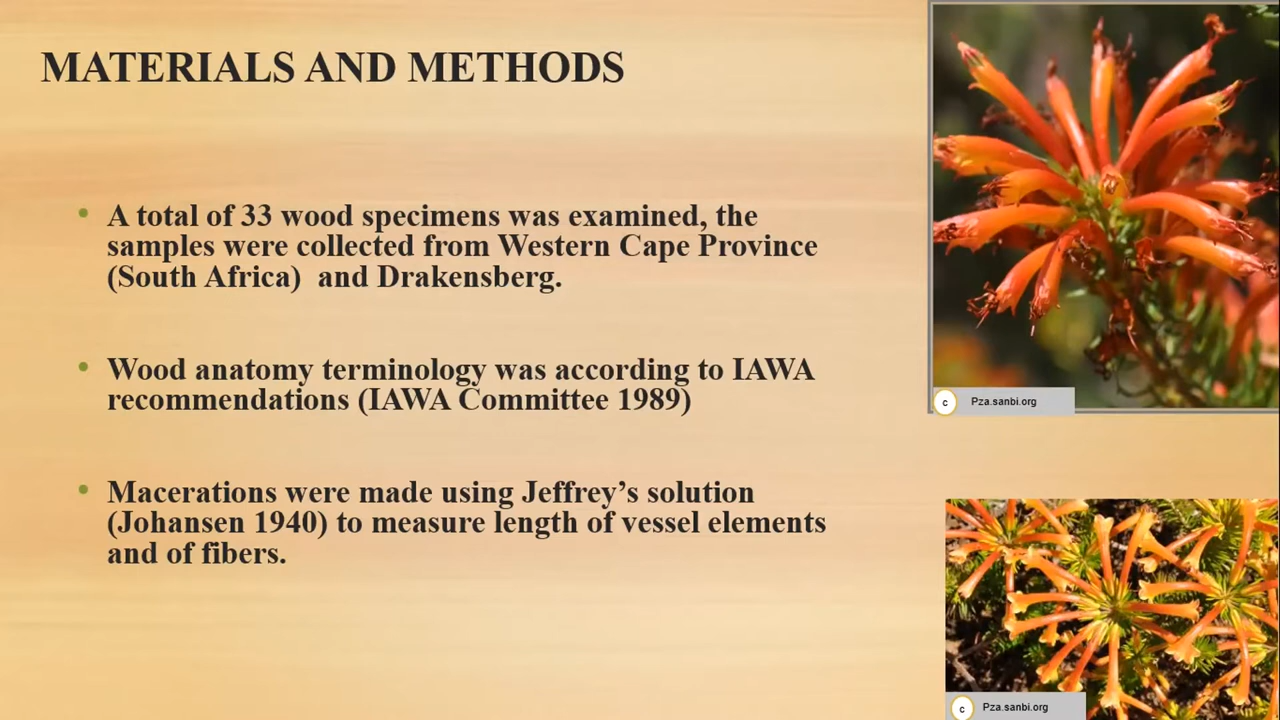 MATERIALS AND METHODS
• A total of 33 wood specimens was examined, the
samples were collected from Western Cape Province
(South Africa)  and Drakensberg.
• Wood anatomy terminology was according to IAWA
recommendations (IAWA Committee 1989)
• Macerations were made using Jeffrey’s solution
(Johansen 1940) to measure length of vessel elements
and of fibers.
c Pza.sanbi.org
c Pza.sanbi.org